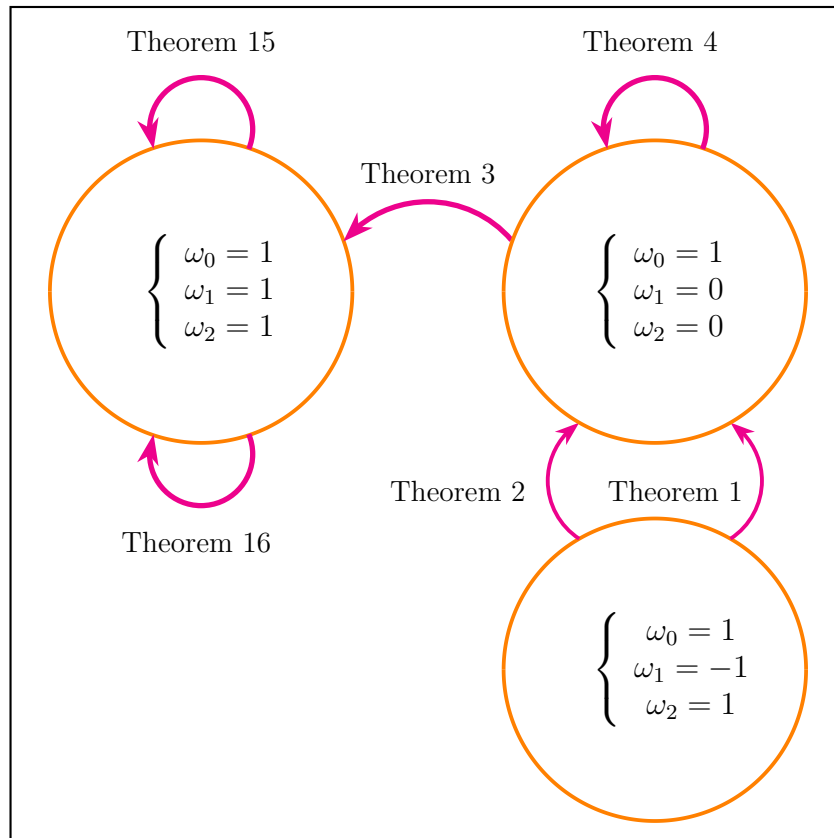 Theorem 15
Theorem 4
Theorem 3
ω₀ = 1
ω₁ = 1
ω₂ = 1
ω₀ = 1
ω₁ = 0
ω₂ = 0
Theorem 2
Theorem 1
Theorem 16
ω₀ = 1
ω₁ = −1
ω₂ = 1